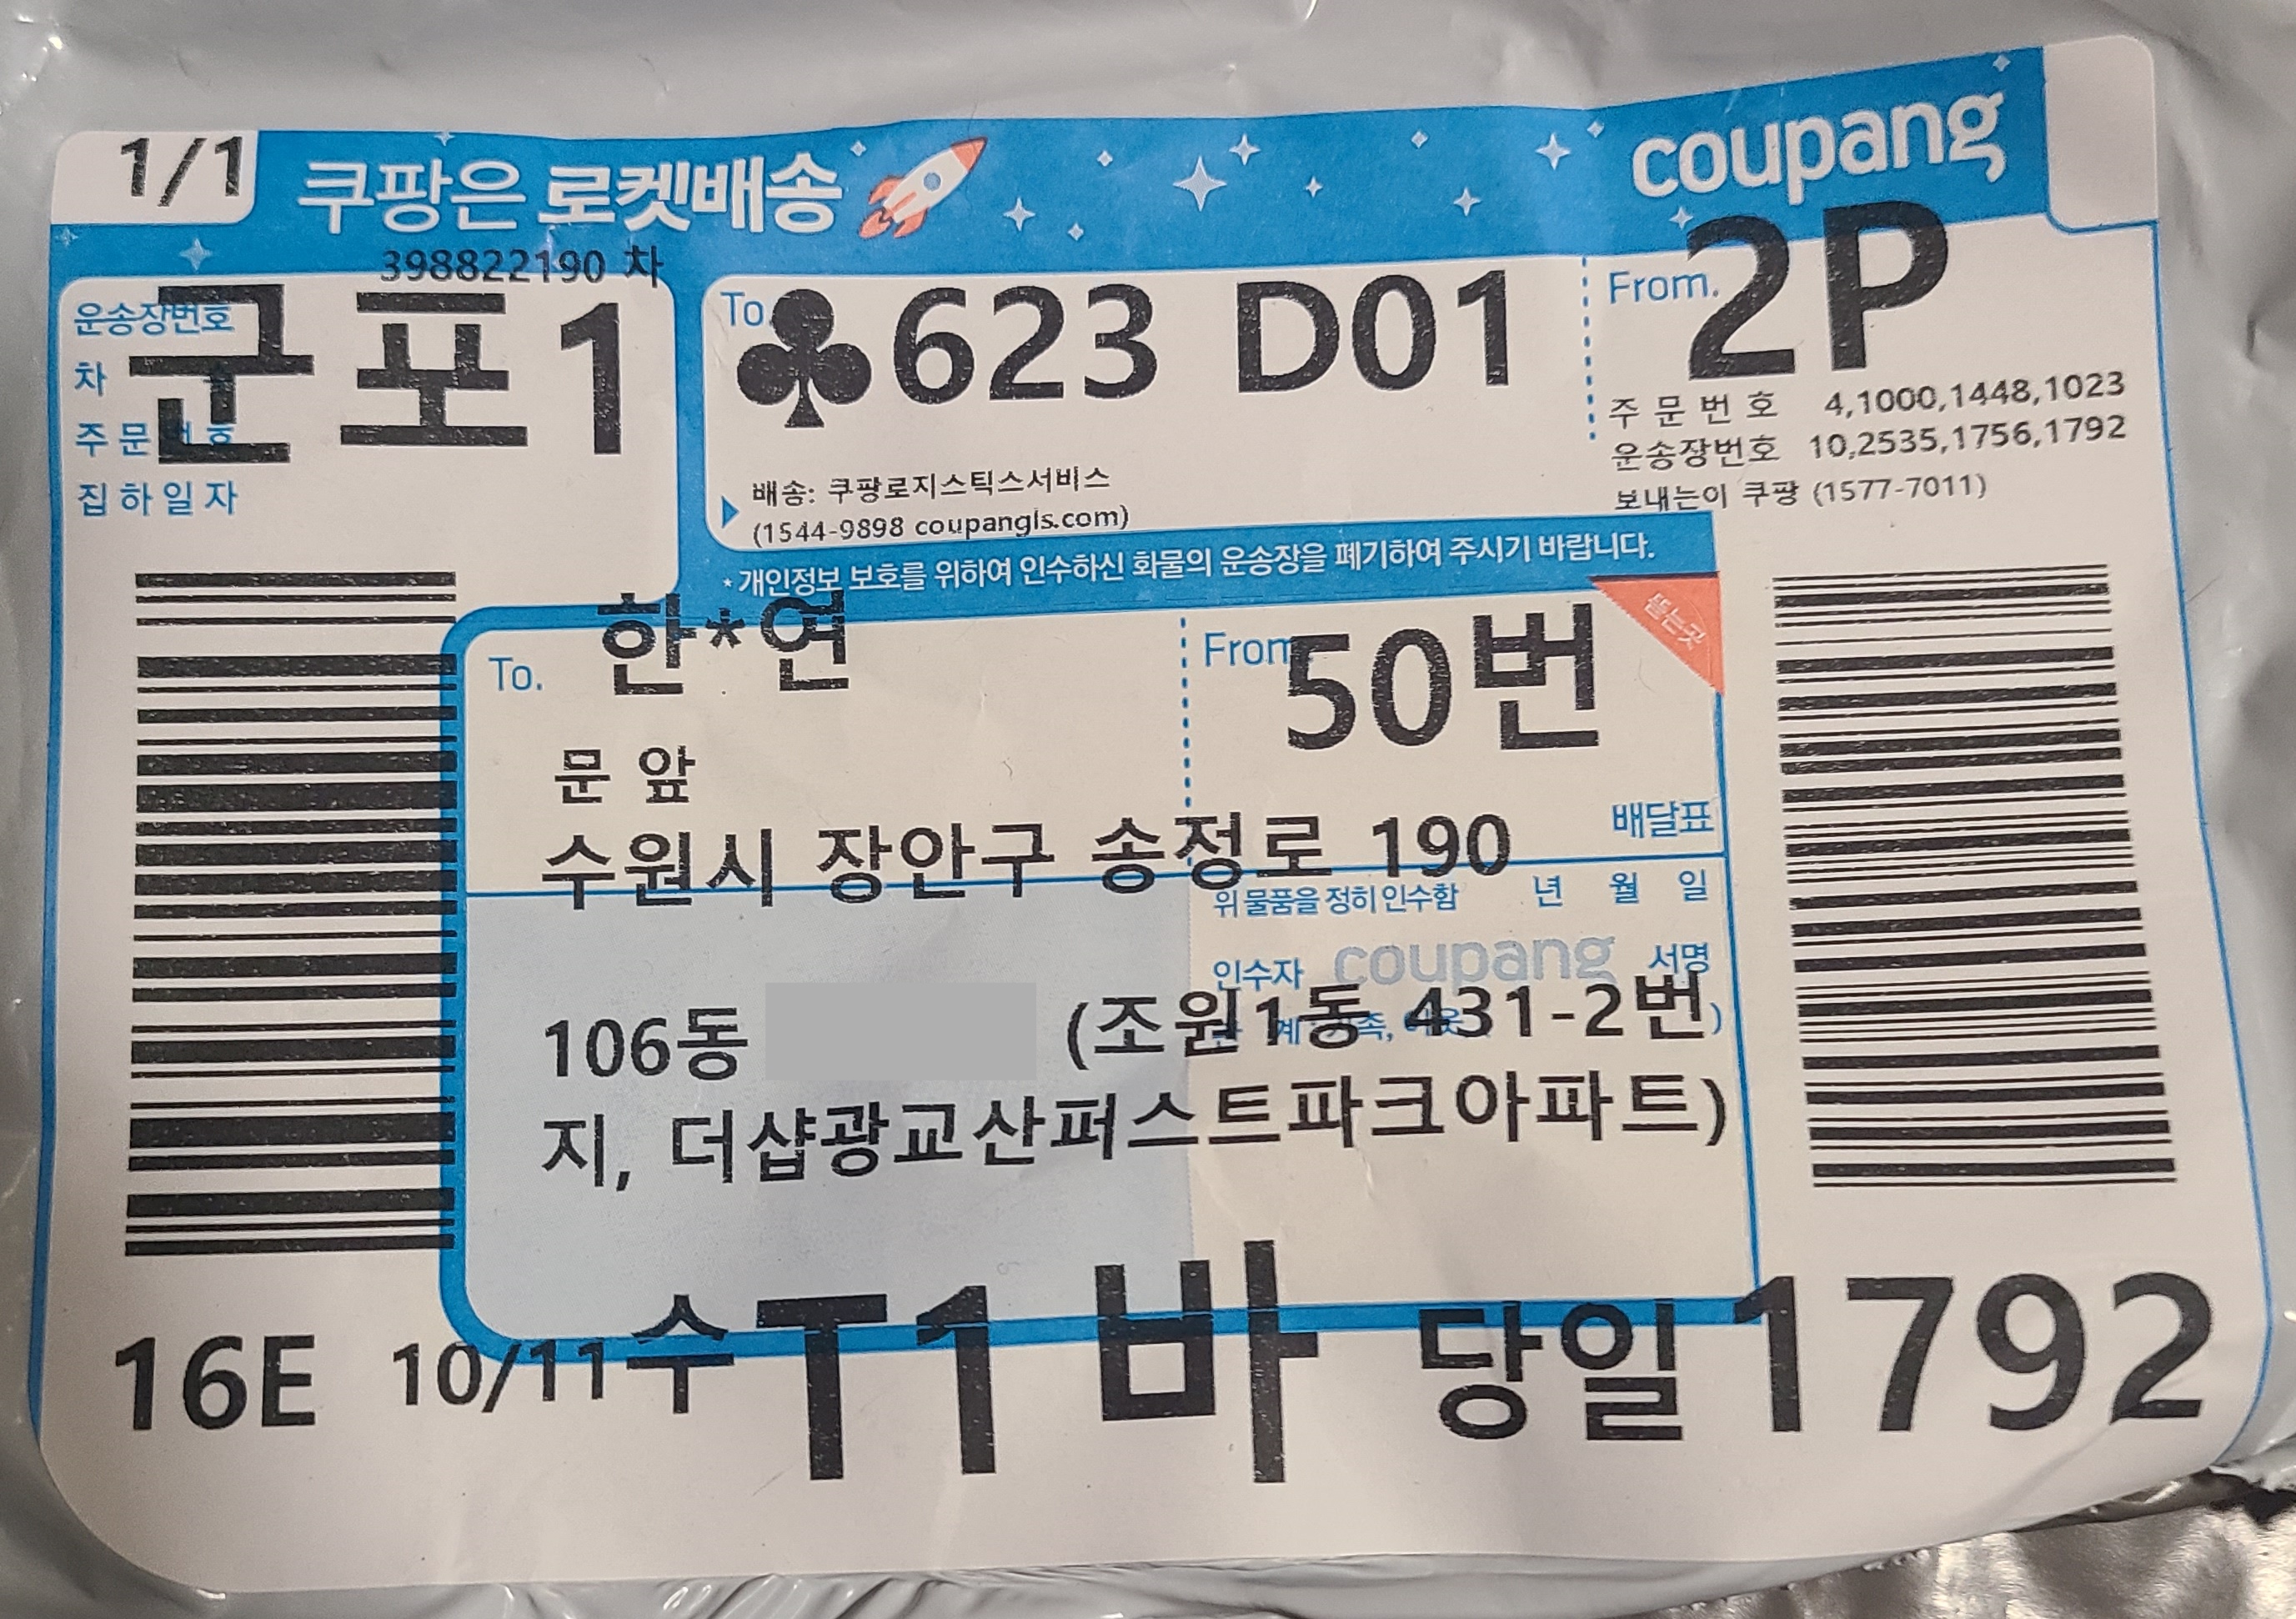 1/1
쿠팡은 로켓배송
coupang
398822190 차
운송장번호
차
주문번호
집하일자
군포1
To.
♣623 D01
From.
2P
주문번호 4,1000,1448,1023
운송장번호 10,2535,1756,1792
보내는이 쿠팡 (1577-7011)
배송: 쿠팡로지스틱스서비스
(1544-9898 coupangls.com)
*개인정보 보호를 위하여 인수하신 화물의 운송장을 폐기하여 주시기 바랍니다.
뜯는곳
To.
한*연
From.
50번
문 앞
배달표
수원시 장안구 송정로 190
위 물품을 정히 인수함 년 월 일
인수자 coupang 서명
106동 (조원1동 431-2번
지, 더샵광교산퍼스트파크아파트)
16E 10/11수 T1 바 당일 1792